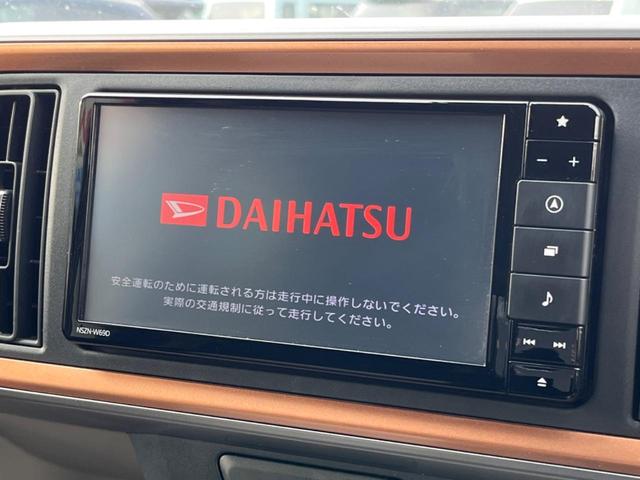 DAIHATSU
安全運転のために運転される方は走行中に操作しないでください。
実際の交通規制に従って走行してください。
NSZN-W69D